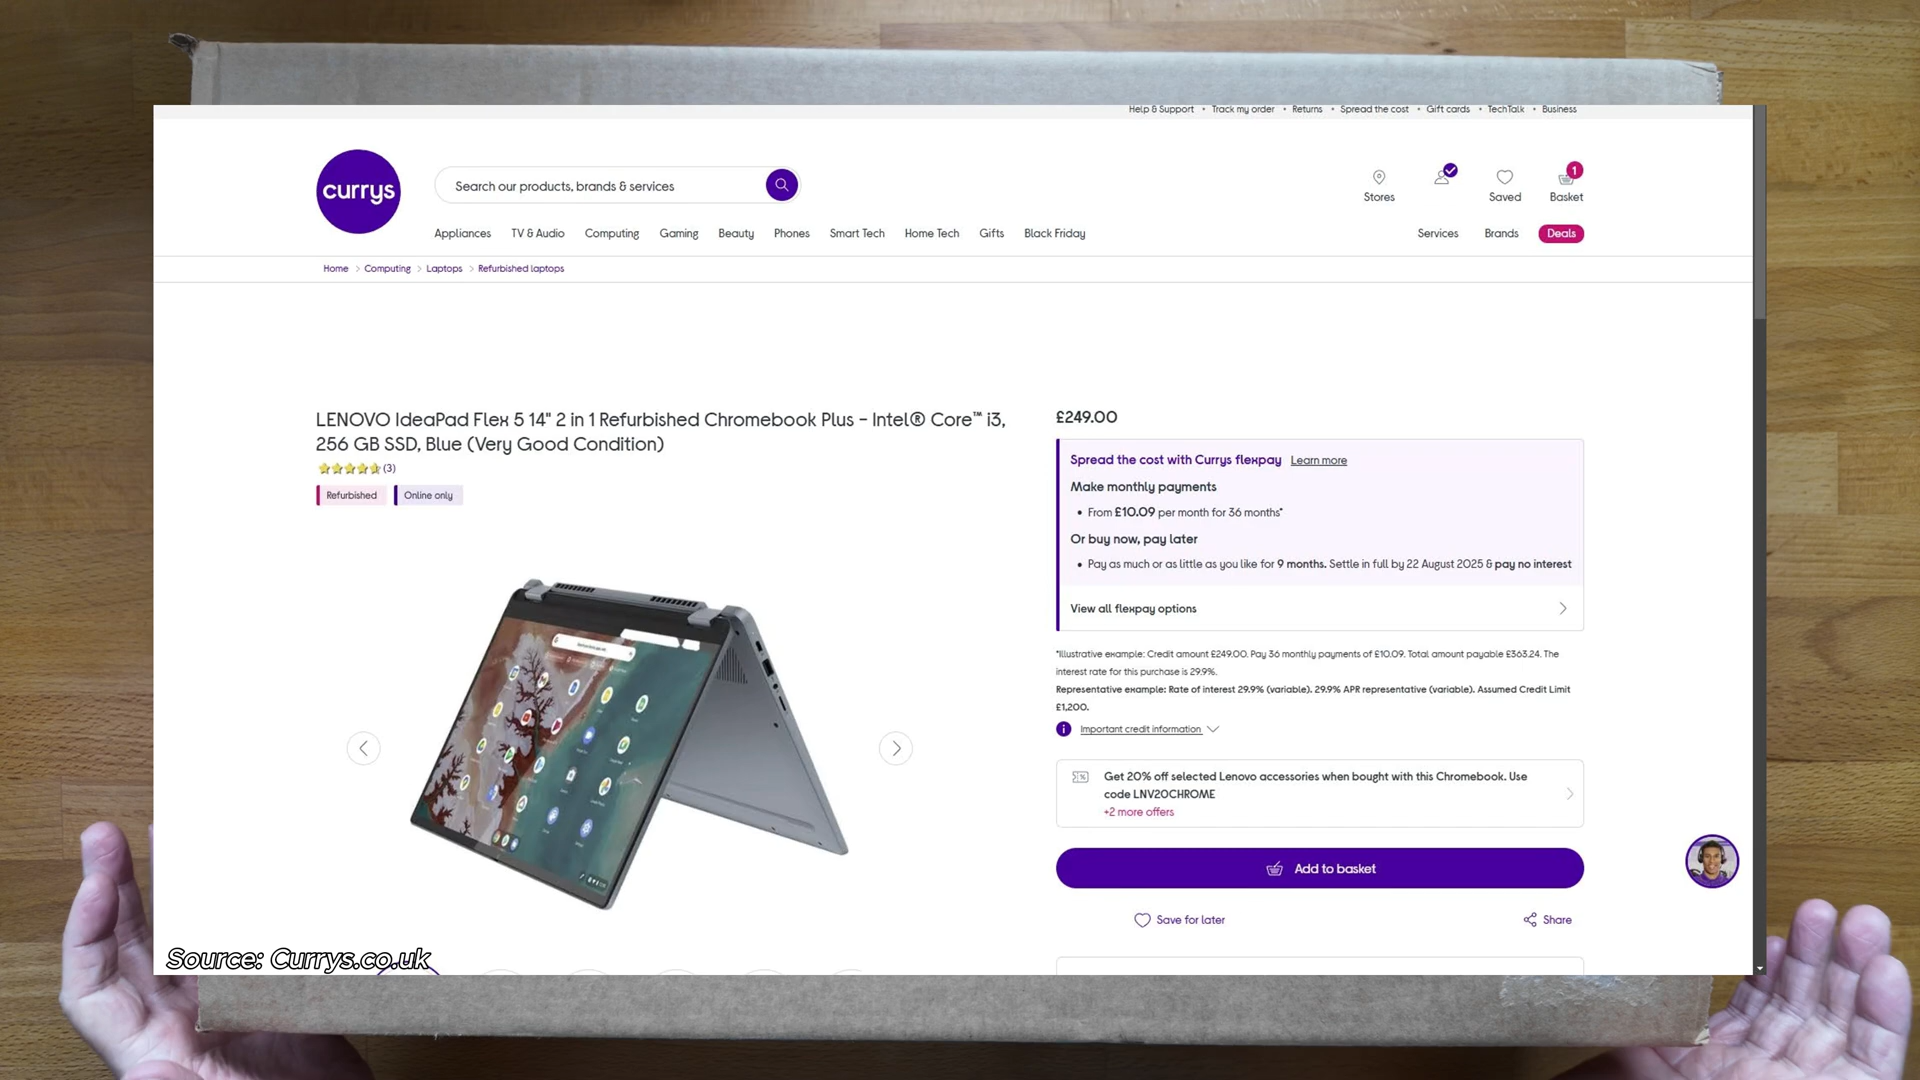 Help & Support • Track my order • Returns • Spread the cost • Gift cards • TechTalk • Business
currys
Search our products, brands & services
1
Stores
Saved
Basket
Appliances TV & Audio Computing Gaming Beauty Phones Smart Tech Home Tech Gifts Black Friday
Services Brands Deals
Home > Computing > Laptops > Refurbished laptops
LENOVO IdeaPad Flex 5 14" 2 in 1 Refurbished Chromebook Plus - Intel® Core™ i3,
256 GB SSD, Blue (Very Good Condition)
(3)
Refurbished
Online only
£249.00
Spread the cost with Currys flexpay Learn more
Make monthly payments
• From £10.09 per month for 36 months*
Or buy now, pay later
• Pay as much or as little as you like for 9 months. Settle in full by 22 August 2025 & pay no interest
View all flexpay options
*Illustrative example: Credit amount £249.00. Pay 36 monthly payments of £10.09. Total amount payable £363.24. The
interest rate for this purchase is 29.9%.
Representative example: Rate of interest 29.9% (variable). 29.9% APR representative (variable). Assumed Credit Limit
£1,200.
Important credit information
Get 20% off selected Lenovo accessories when bought with this Chromebook. Use
code LNV20CHROME
+2 more offers
Add to basket
Save for later
Share
Source: Currys.co.uk